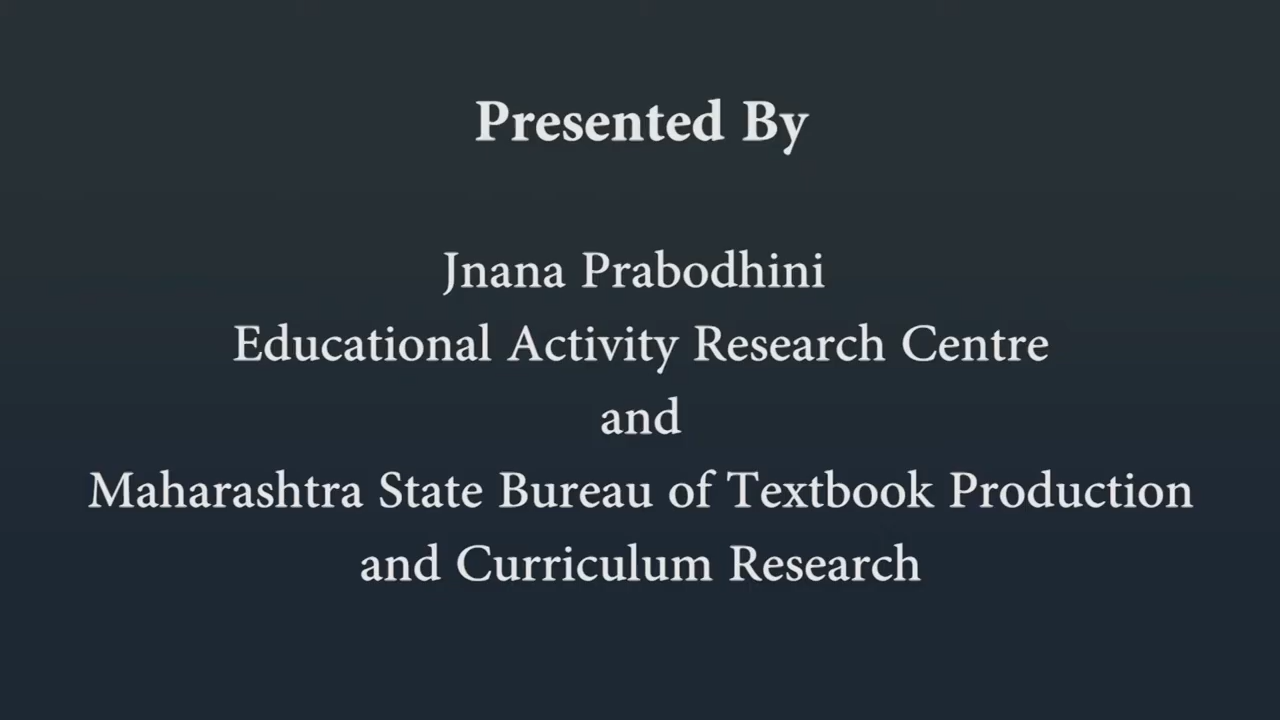 Presented By
Jnana Prabodhini
Educational Activity Research Centre
and
Maharashtra State Bureau of Textbook Production
and Curriculum Research